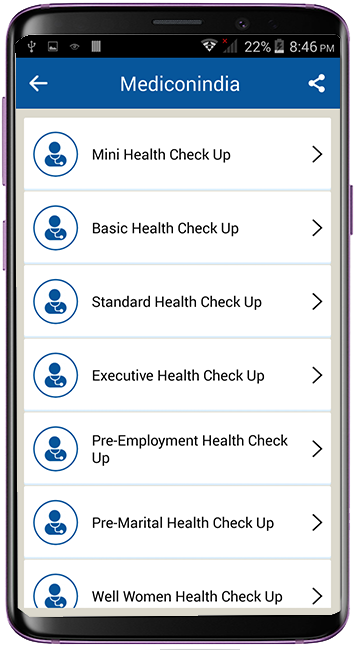 22% 8:46 PM
Mediconindia
Mini Health Check Up
Basic Health Check Up
Standard Health Check Up
Executive Health Check Up
Pre-Employment Health Check
Up
Pre-Marital Health Check Up
Well Women Health Check Up